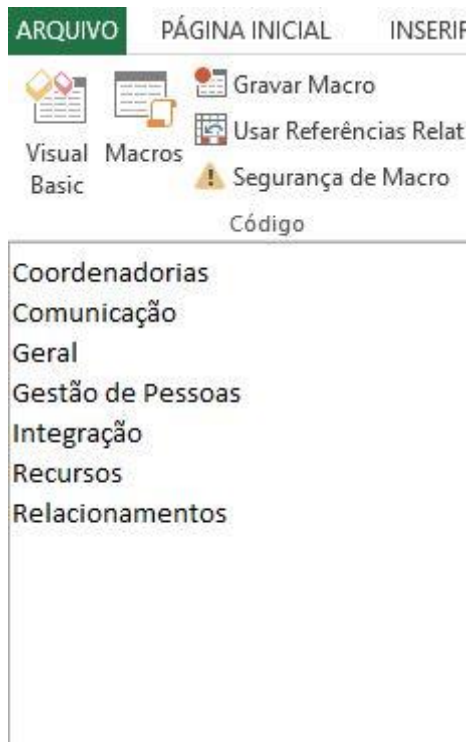 ARQUIVO PÁGINA INICIAL INSERIR
Gravar Macro
Usar Referências Relat
Segurança de Macro
Visual Basic
Macros
Código
Coordenadorias
Comunicação
Geral
Gestão de Pessoas
Integração
Recursos
Relacionamentos